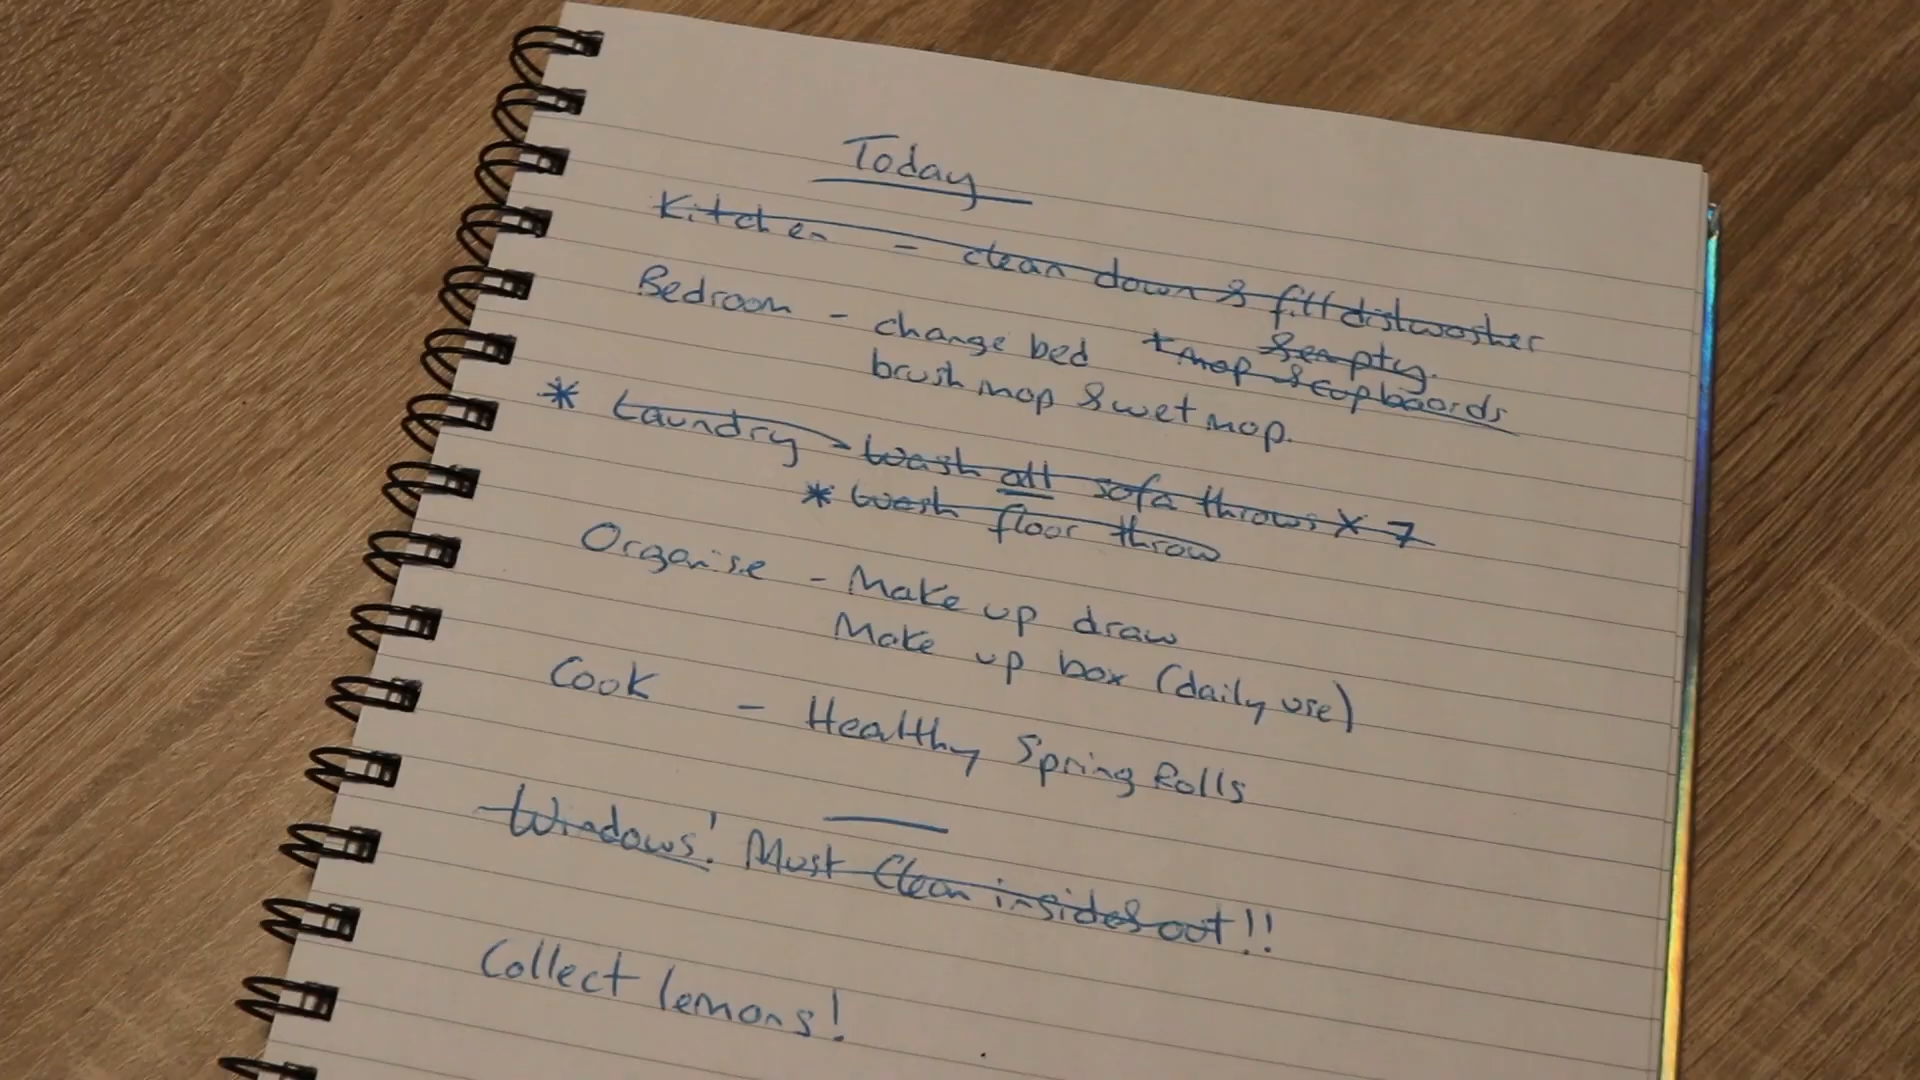 Today
Kitchen - clean down & fill dishwasher
& empty.
Bedroom - change bed + mop & copboards
brush mop & wet mop.
* Laundry - wash all sofa throws x 7
* wash floor throw
Organise - Make up draw
Make up box (daily use)
Cook - Healthy Spring Rolls
Windows! Must Clean inside & out!!
Collect lemons!